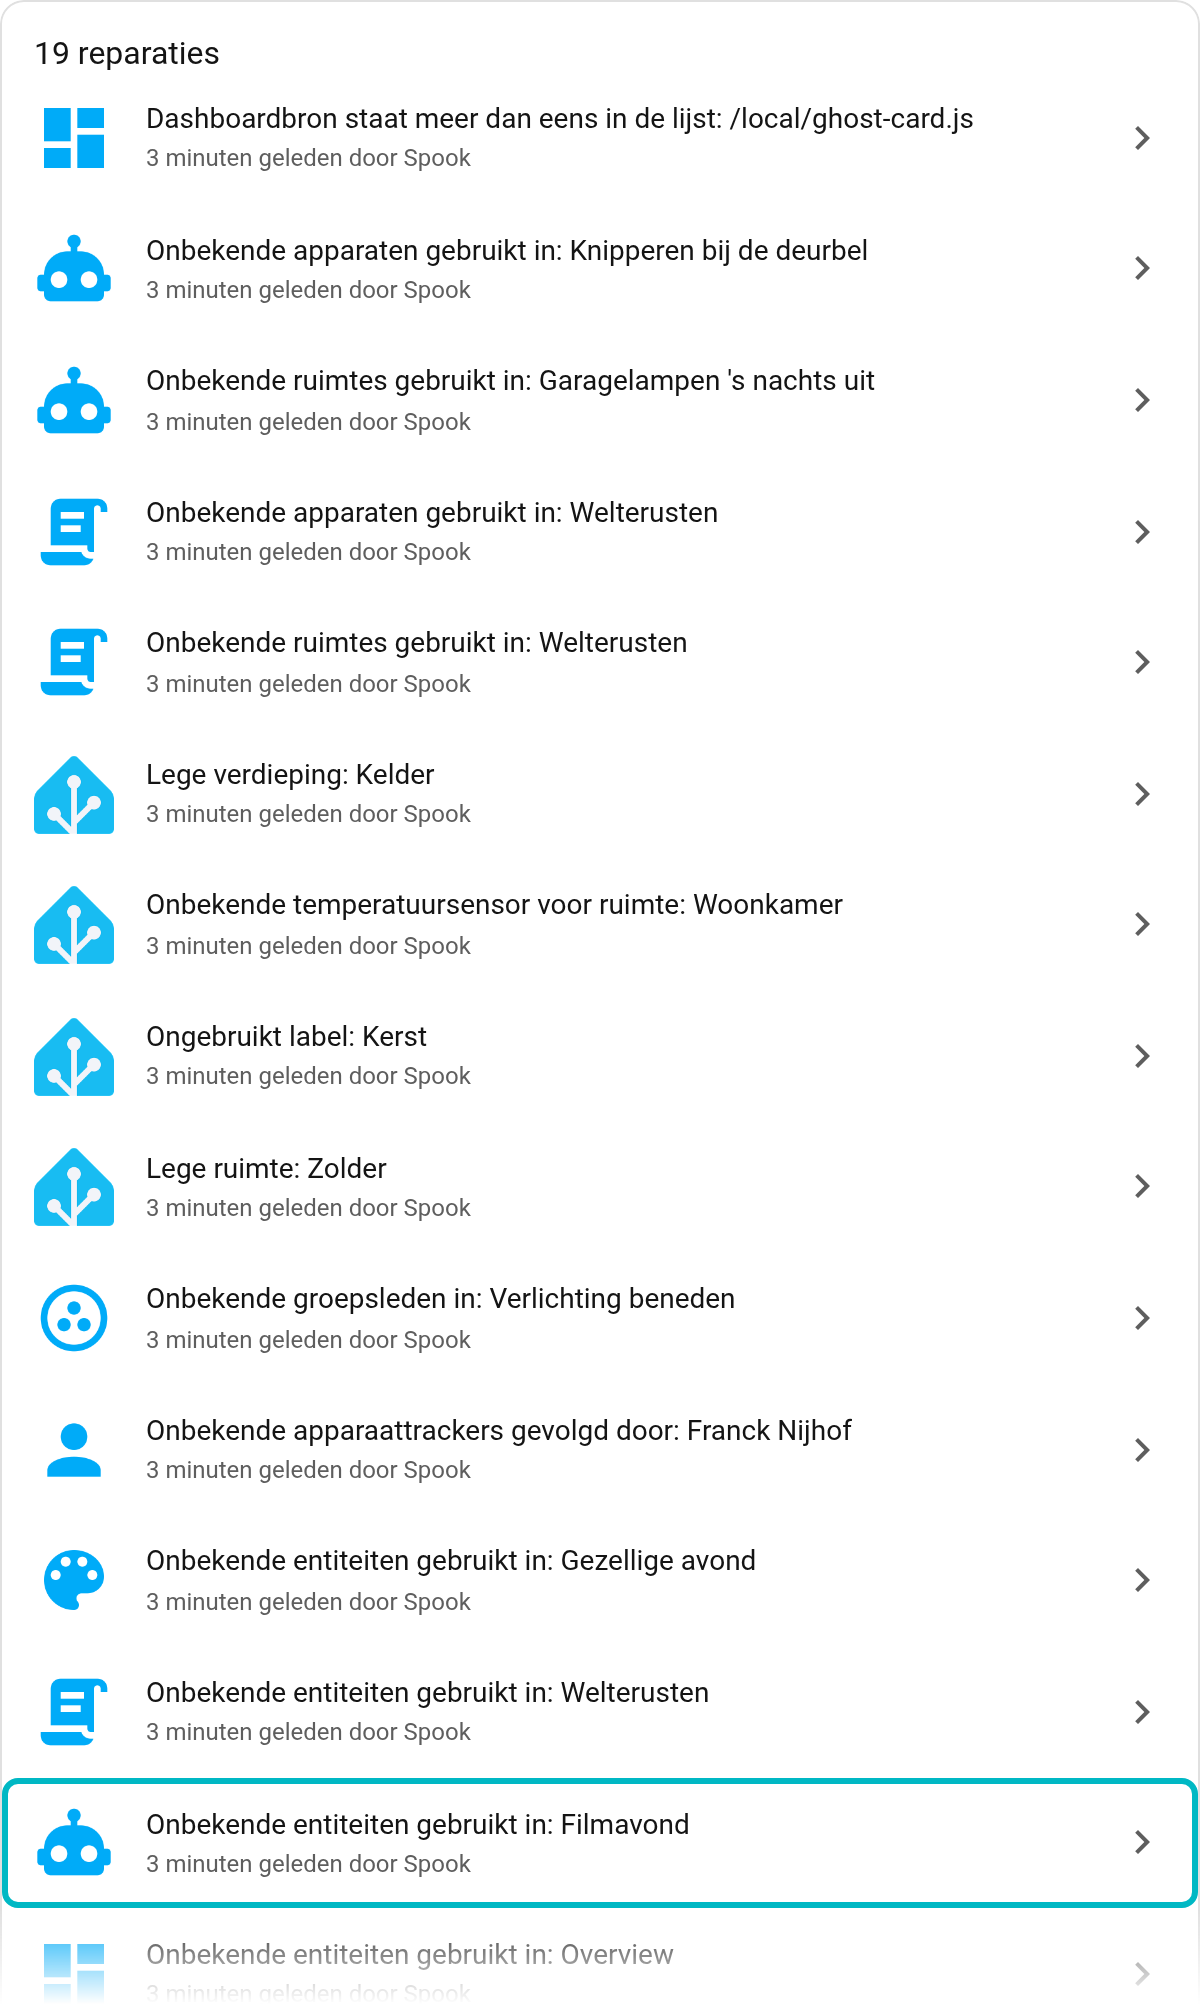 19 reparaties
Dashboardbron staat meer dan eens in de lijst: /local/ghost-card.js
3 minuten geleden door Spook
Onbekende apparaten gebruikt in: Knipperen bij de deurbel
3 minuten geleden door Spook
Onbekende ruimtes gebruikt in: Garagelampen 's nachts uit
3 minuten geleden door Spook
Onbekende apparaten gebruikt in: Welterusten
3 minuten geleden door Spook
Onbekende ruimtes gebruikt in: Welterusten
3 minuten geleden door Spook
Lege verdieping: Kelder
3 minuten geleden door Spook
Onbekende temperatuursensor voor ruimte: Woonkamer
3 minuten geleden door Spook
Ongebruikt label: Kerst
3 minuten geleden door Spook
Lege ruimte: Zolder
3 minuten geleden door Spook
Onbekende groepsleden in: Verlichting beneden
3 minuten geleden door Spook
Onbekende apparaattrackers gevolgd door: Franck Nijhof
3 minuten geleden door Spook
Onbekende entiteiten gebruikt in: Gezellige avond
3 minuten geleden door Spook
Onbekende entiteiten gebruikt in: Welterusten
3 minuten geleden door Spook
Onbekende entiteiten gebruikt in: Filmavond
3 minuten geleden door Spook
Onbekende entiteiten gebruikt in: Overview
3 minuten geleden door Spook